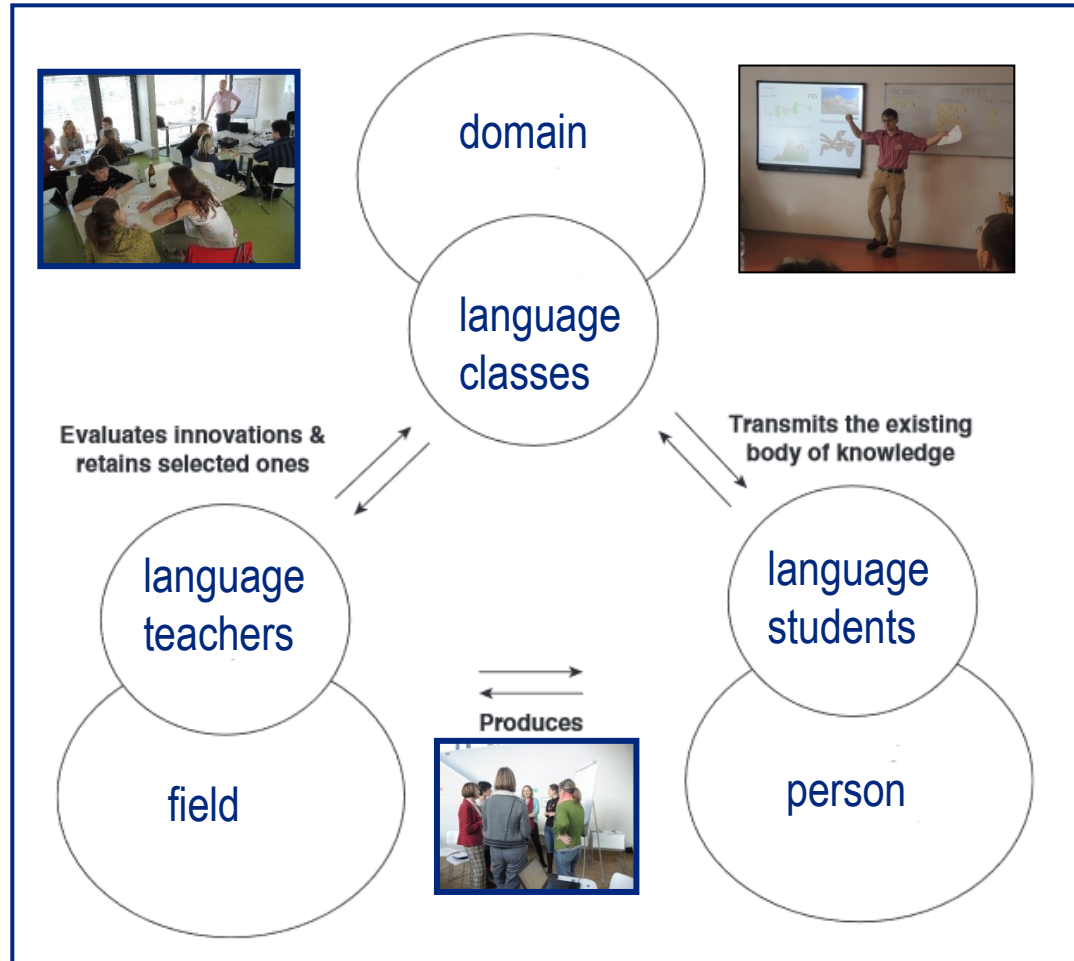 domain
language
classes
Evaluates innovations &
retains selected ones
Transmits the existing
body of knowledge
language
teachers
language
students
Produces
field
person